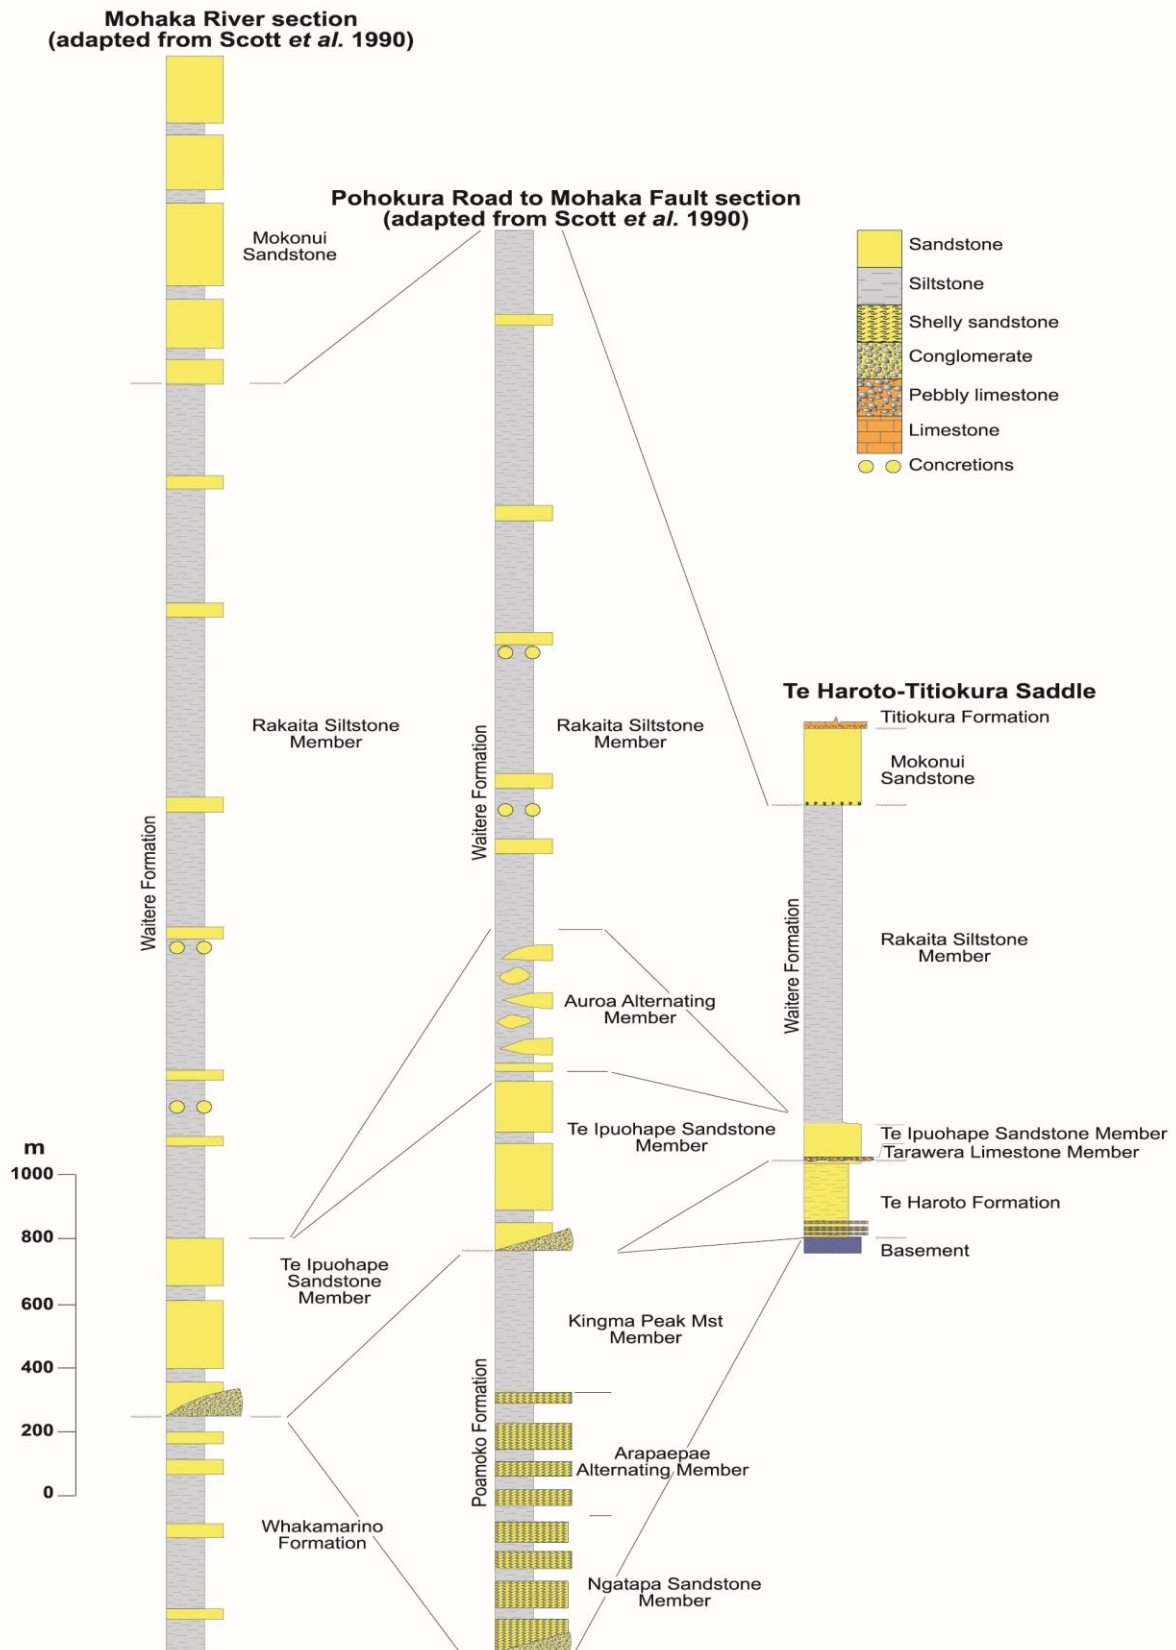 Mohaka River section
(adapted from Scott et al. 1990)
Mokonui
Sandstone
Rakaita Siltstone
Member
Waitere Formation
Te Ipuohape
Sandstone
Member
Whakamarino
Formation
m
1000
800
600
400
200
0
Pohokura Road to Mohaka Fault section
(adapted from Scott et al. 1990)
Rakaita Siltstone
Member
Waitere Formation
Auroa Alternating
Member
Te Ipuohape Sandstone
Member
Kingma Peak Mst
Member
Poamoko Formation
Arapaepae
Alternating Member
Ngatapa Sandstone
Member
Sandstone
Siltstone
Shelly sandstone
Conglomerate
Pebbly limestone
Limestone
Concretions
Te Haroto-Titiokura Saddle
Titiokura Formation
Mokonui
Sandstone
Waitere Formation
Rakaita Siltstone
Member
Te Ipuohape Sandstone Member
Tarawera Limestone Member
Te Haroto Formation
Basement